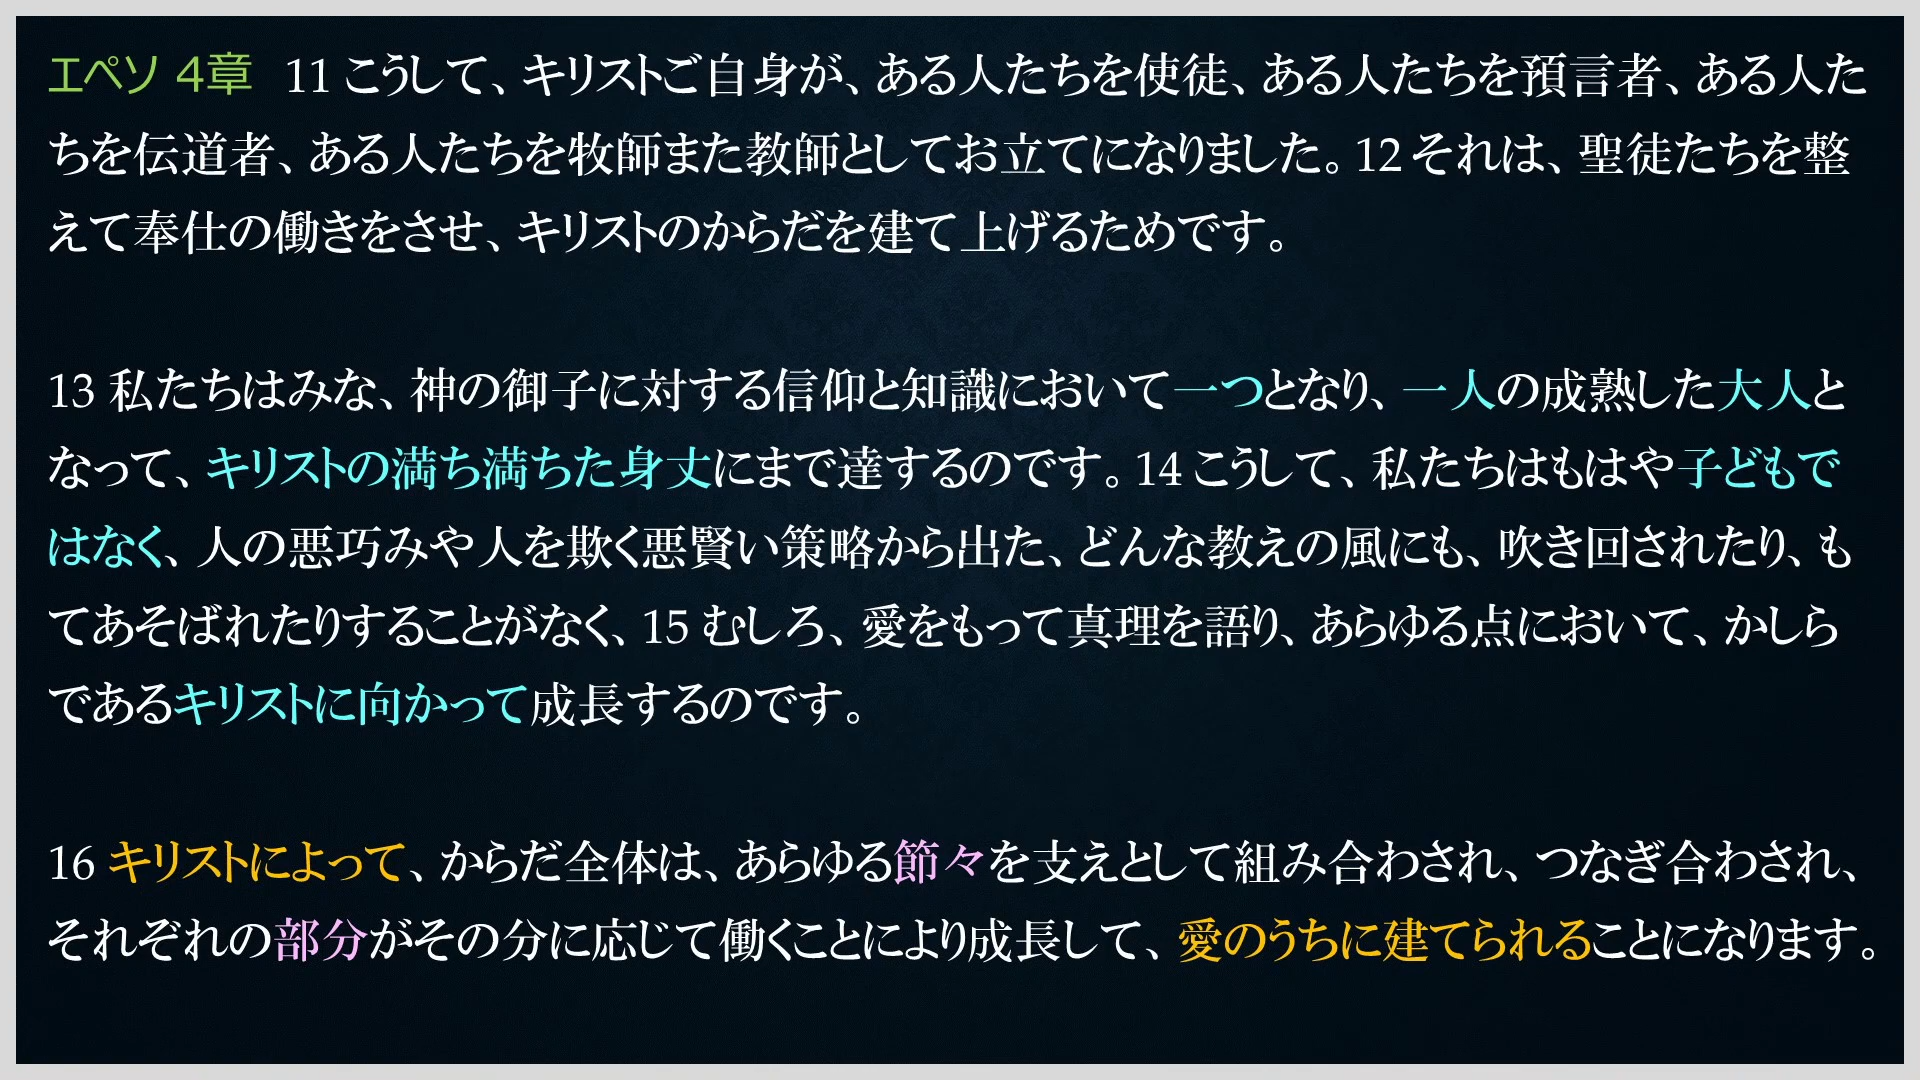 エペソ 4章　11 こうして、キリストご自身が、ある人たちを使徒、ある人たちを預言者、ある人た
ちを伝道者、ある人たちを牧師また教師としてお立てになりました。12 それは、聖徒たちを整
えて奉仕の働きをさせ、キリストのからだを建て上げるためです。
13 私たちはみな、神の御子に対する信仰と知識において一つとなり、一人の成熟した大人と
なって、キリストの満ち満ちた身丈にまで達するのです。14 こうして、私たちはもはや子どもで
はなく、人の悪巧みや人を欺く悪賢い策略から出た、どんな教えの風にも、吹き回されたり、も
てあそばれたりすることがなく、15 むしろ、愛をもって真理を語り、あらゆる点において、かしら
であるキリストに向かって成長するのです。
16 キリストによって、からだ全体は、あらゆる節々を支えとして組み合わされ、つなぎ合わされ、
それぞれの部分がその分に応じて働くことにより成長して、愛のうちに建てられることになります。